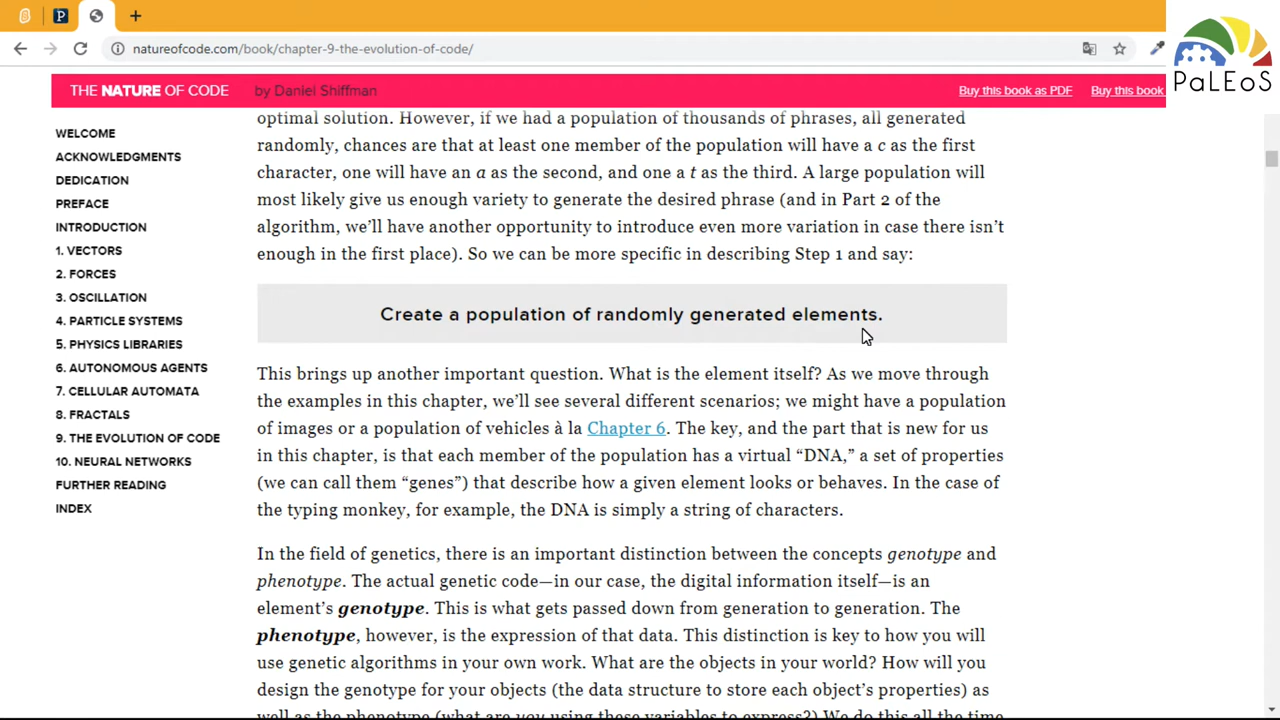 natureofcode.com/book/chapter-9-the-evolution-of-code/
PaLEoS
THE NATURE OF CODE
by Daniel Shiffman
Buy this book as PDF
Buy this book
WELCOME
ACKNOWLEDGMENTS
DEDICATION
PREFACE
INTRODUCTION
1. VECTORS
2. FORCES
3. OSCILLATION
4. PARTICLE SYSTEMS
5. PHYSICS LIBRARIES
6. AUTONOMOUS AGENTS
7. CELLULAR AUTOMATA
8. FRACTALS
9. THE EVOLUTION OF CODE
10. NEURAL NETWORKS
FURTHER READING
INDEX
optimal solution. However, if we had a population of thousands of phrases, all generated
randomly, chances are that at least one member of the population will have a c as the first
character, one will have an a as the second, and one a t as the third. A large population will
most likely give us enough variety to generate the desired phrase (and in Part 2 of the
algorithm, we’ll have another opportunity to introduce even more variation in case there isn’t
enough in the first place). So we can be more specific in describing Step 1 and say:
Create a population of randomly generated elements.
This brings up another important question. What is the element itself? As we move through
the examples in this chapter, we’ll see several different scenarios; we might have a population
of images or a population of vehicles à la Chapter 6. The key, and the part that is new for us
in this chapter, is that each member of the population has a virtual “DNA,” a set of properties
(we can call them “genes”) that describe how a given element looks or behaves. In the case of
the typing monkey, for example, the DNA is simply a string of characters.
In the field of genetics, there is an important distinction between the concepts genotype and
phenotype. The actual genetic code—in our case, the digital information itself—is an
element’s genotype. This is what gets passed down from generation to generation. The
phenotype, however, is the expression of that data. This distinction is key to how you will
use genetic algorithms in your own work. What are the objects in your world? How will you
design the genotype for your objects (the data structure to store each object’s properties) as
well as the phenotype (what are you using these variables to express?) We do this all the time